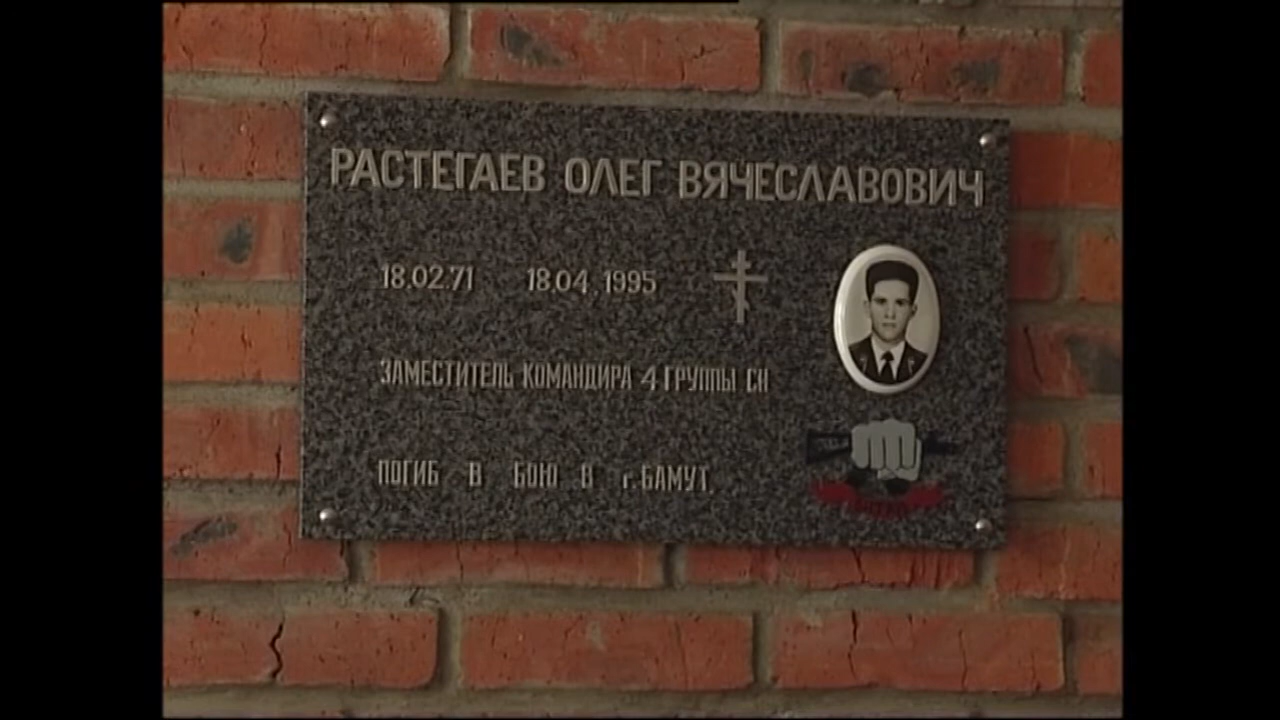 РАСТЕГАЕВ ОЛЕГ ВЯЧЕСЛАВОВИЧ
18.02.71 18.04.1995
ЗАМЕСТИТЕЛЬ КОМАНДИРА 4 ГРУППЫ СН
ПОГИБ В БОЮ В г. БАМУТ.